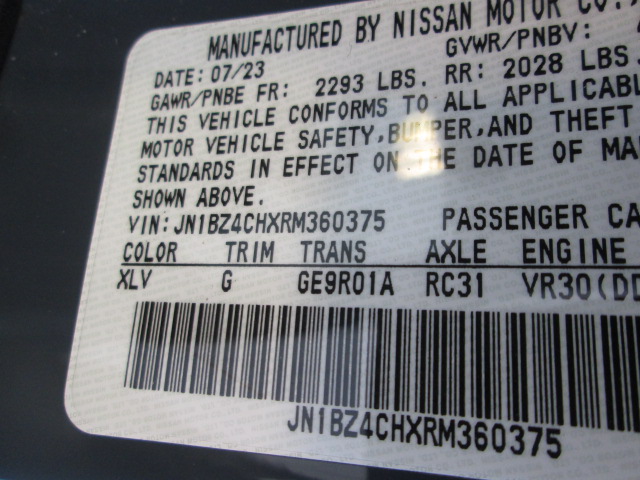 MANUFACTURED BY NISSAN MOTOR CO.,
GVWR/PNBV:
DATE: 07/23
GAWR/PNBE FR: 2293 LBS. RR: 2028 LBS.
THIS VEHICLE CONFORMS TO ALL APPLICABL
MOTOR VEHICLE SAFETY, BUMPER, AND THEFT
STANDARDS IN EFFECT ON THE DATE OF MA
SHOWN ABOVE.
VIN: JN1BZ4CHXRM360375 PASSENGER CA
COLOR TRIM TRANS AXLE ENGINE
XLV G GE9R01A RC31 VR30(DD
JN1BZ4CHXRM360375